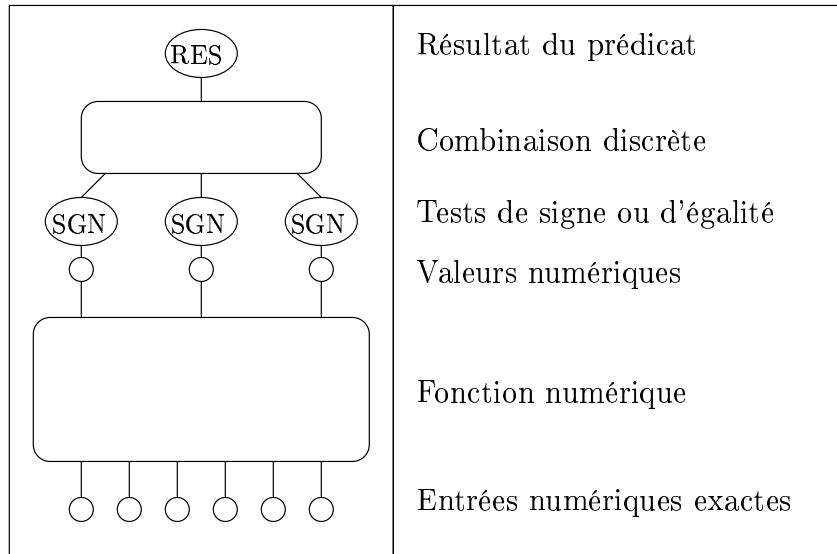 RES
Résultat du prédicat
Combinaison discrète
SGN SGN SGN
Tests de signe ou d'égalité
Valeurs numériques
Fonction numérique
Entrées numériques exactes